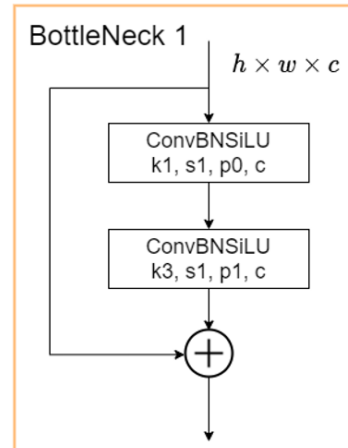 BottleNeck 1
h × w × c
ConvBNSiLU
k1, s1, p0, c
ConvBNSiLU
k3, s1, p1, c